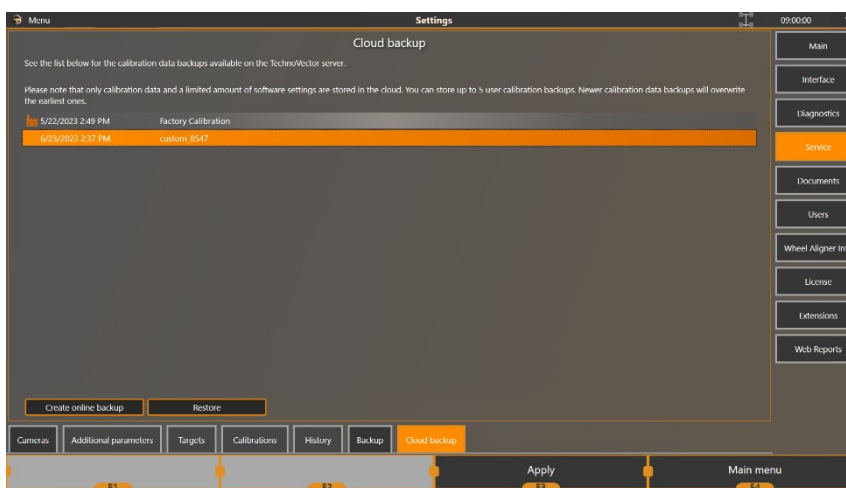 Menu
Settings
09:00:00
Cloud backup
See the list below for the calibration data backups available on the TechnoVector server.
Please note that only calibration data and a limited amount of software settings are stored in the cloud. You can store up to 5 user calibration backups. Newer calibration data backups will overwrite
the earliest ones.
5/22/2023 2:49 PM Factory Calibration
6/23/2023 2:37 PM custom_8547
Main
Interface
Diagnostics
Service
Documents
Users
Wheel Aligner In
License
Extensions
Web Reports
Create online backup Restore
Cameras Additional parameters Targets Calibrations History Backup Cloud backup
Apply Main menu
F1 F2 F3 F4